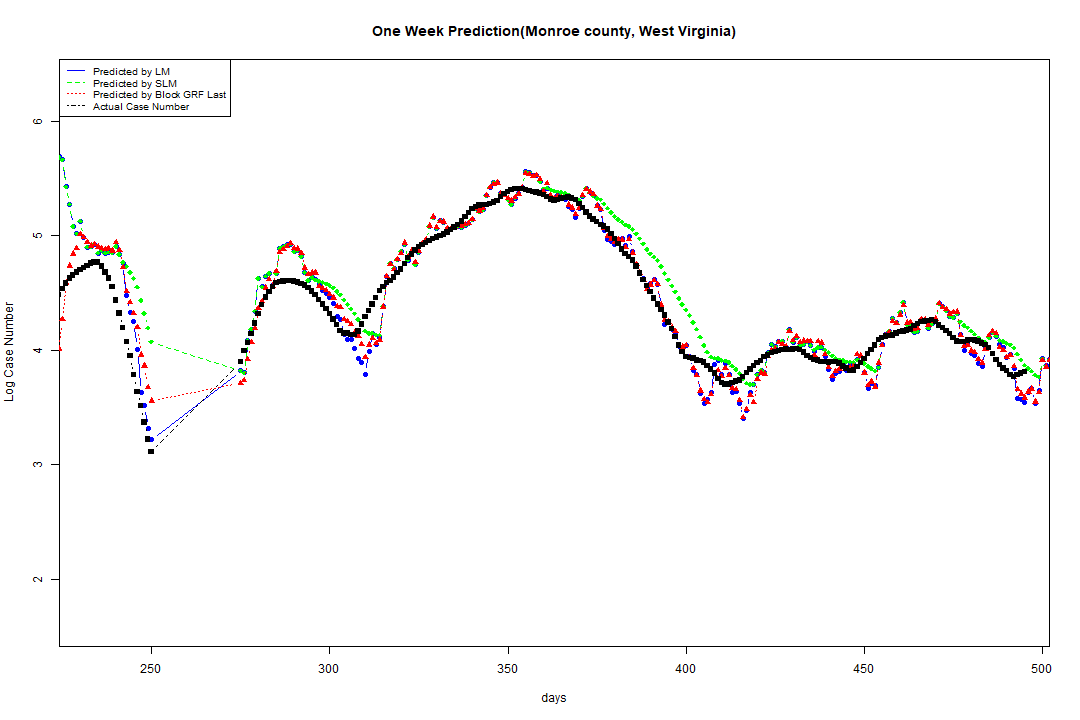 One Week Prediction(Monroe county, West Virginia)
Predicted by LM
Predicted by SLM
Predicted by Block GRF Last
Actual Case Number
6
5
4
3
2
Log Case Number
250
300
350
400
450
500
days